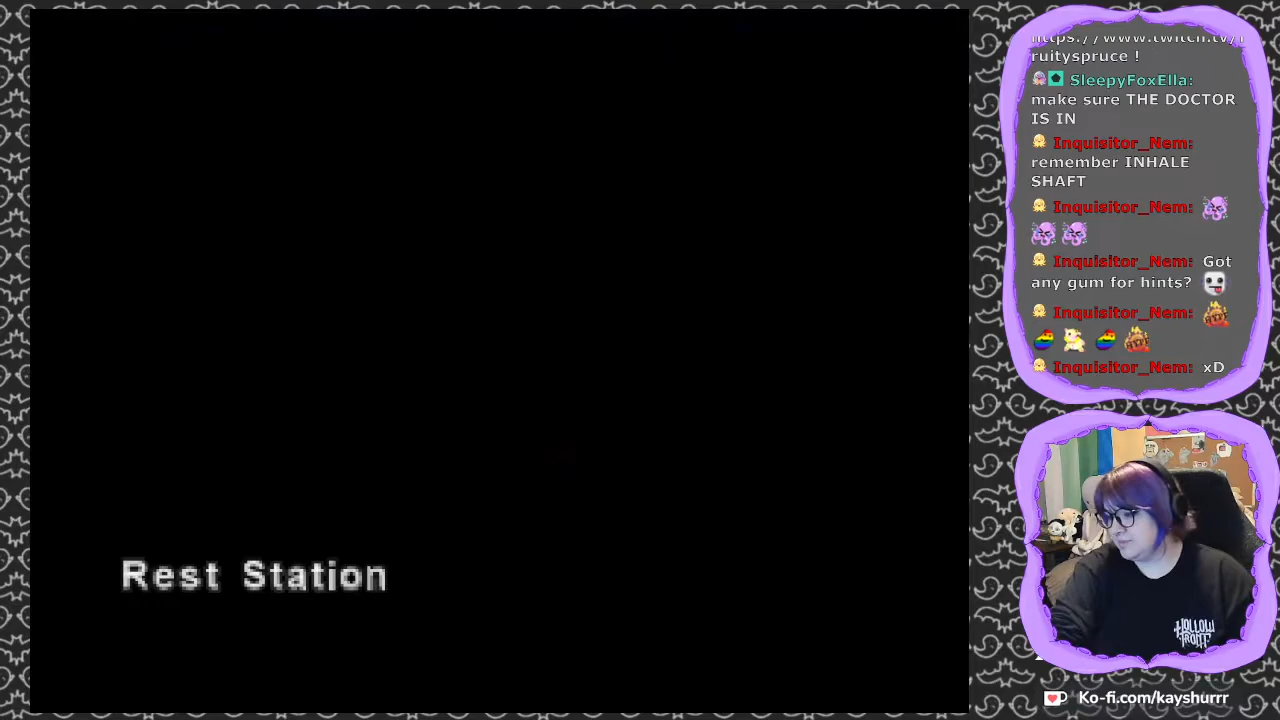 https://www.twitch.tv/f
ruityspruce !
SleepyFoxElla:
make sure THE DOCTOR
IS IN
Inquisitor_Nem:
remember INHALE
SHAFT
Inquisitor_Nem:
Inquisitor_Nem: Got
any gum for hints?
Inquisitor_Nem:
Inquisitor_Nem: xD
Rest Station
HOLLOW
FRONT
Ko-fi.com/kayshurrr